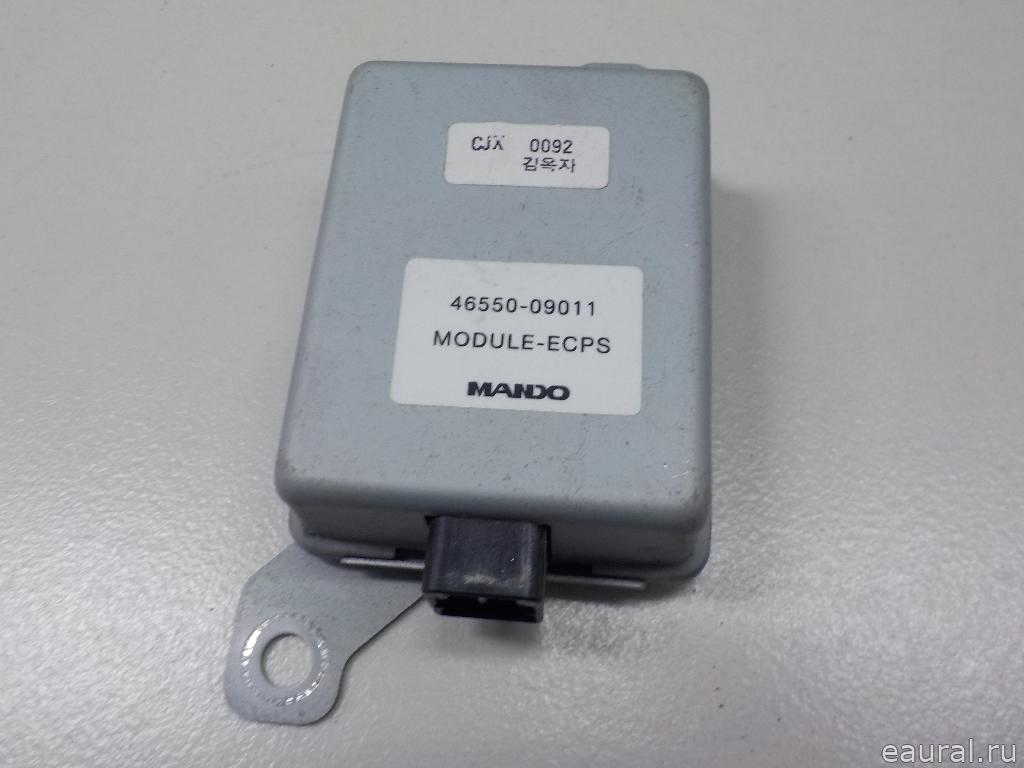 CJX 0092
김옥자
46550-09011
MODULE-ECPS
MANDO
eaural.ru